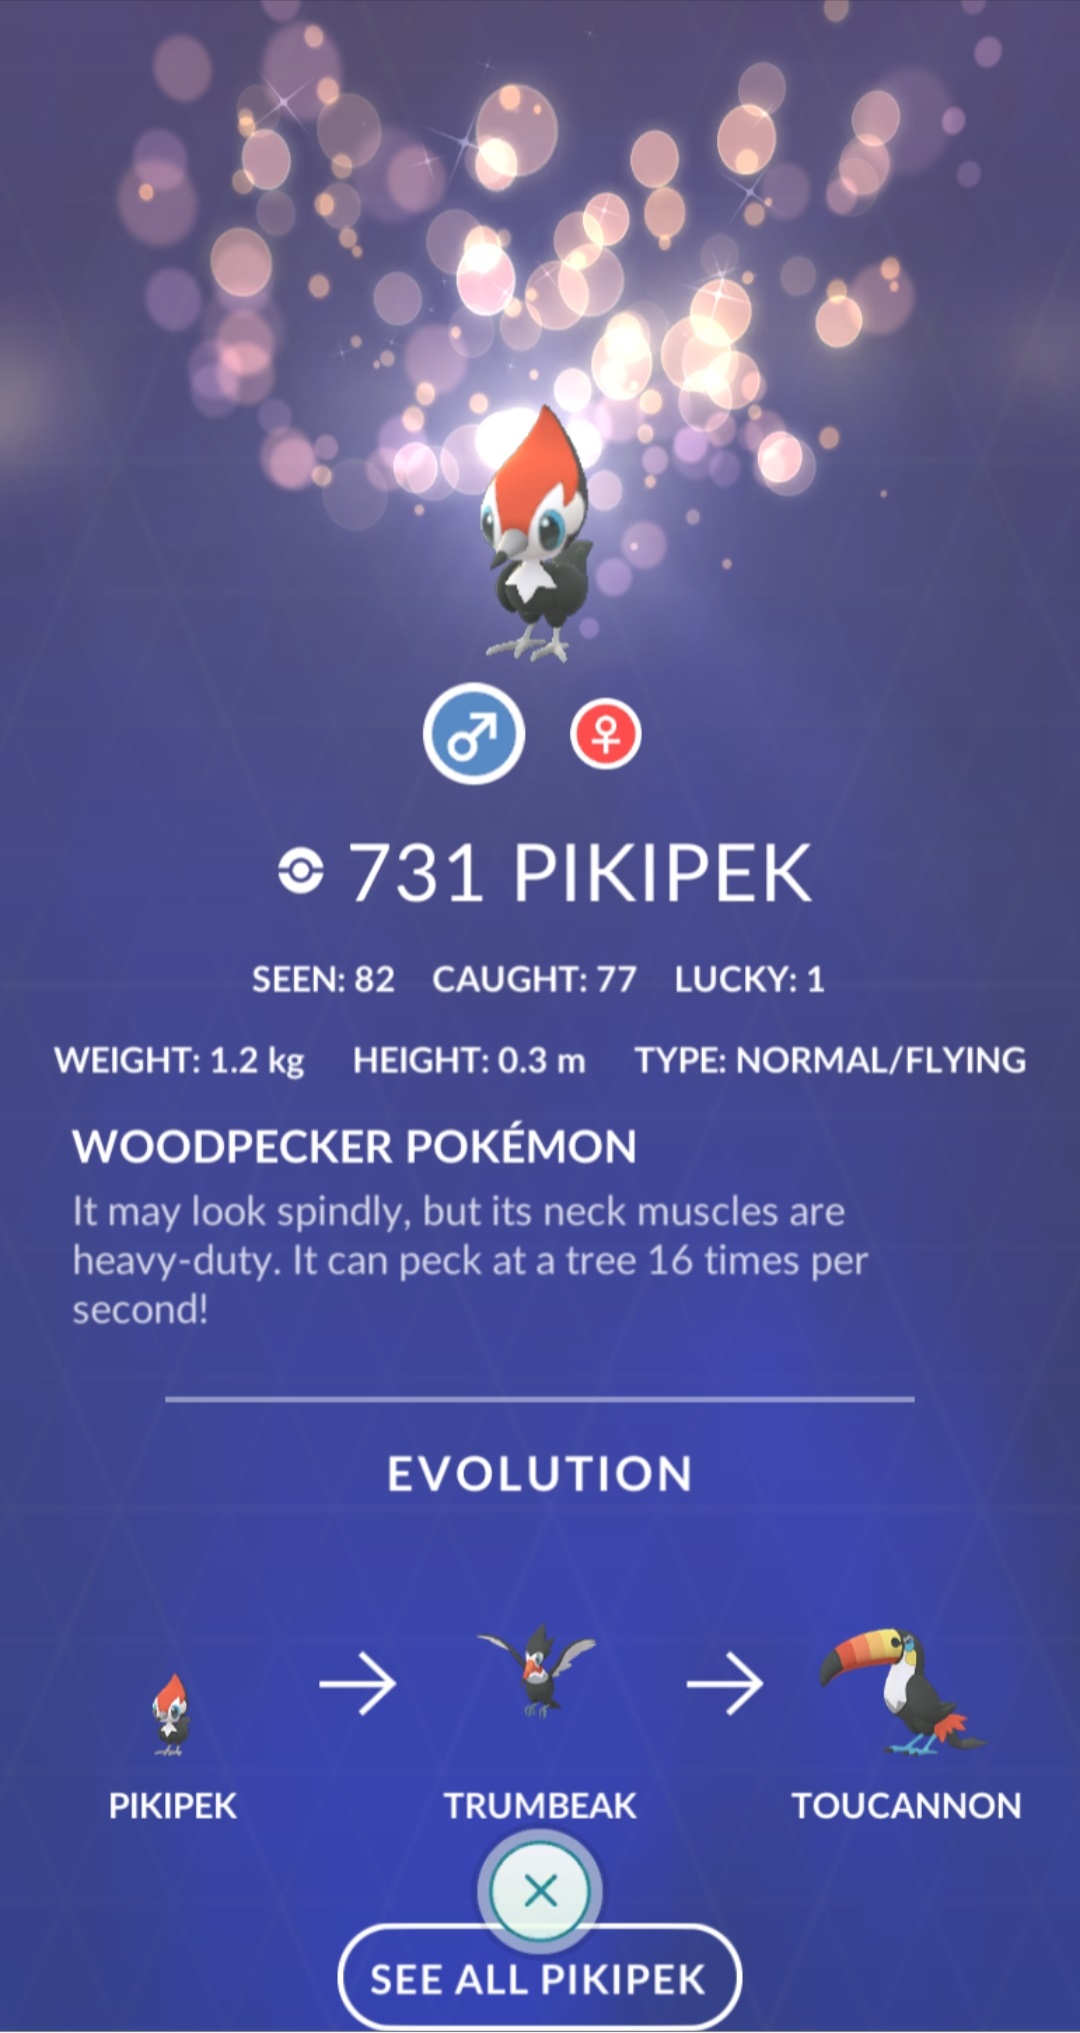 731 PIKIPEK
SEEN: 82 CAUGHT: 77 LUCKY: 1
WEIGHT: 1.2 kg HEIGHT: 0.3 m TYPE: NORMAL/FLYING
WOODPECKER POKÉMON
It may look spindly, but its neck muscles are
heavy-duty. It can peck at a tree 16 times per
second!
EVOLUTION
PIKIPEK TRUMBEAK TOUCANNON
SEE ALL PIKIPEK